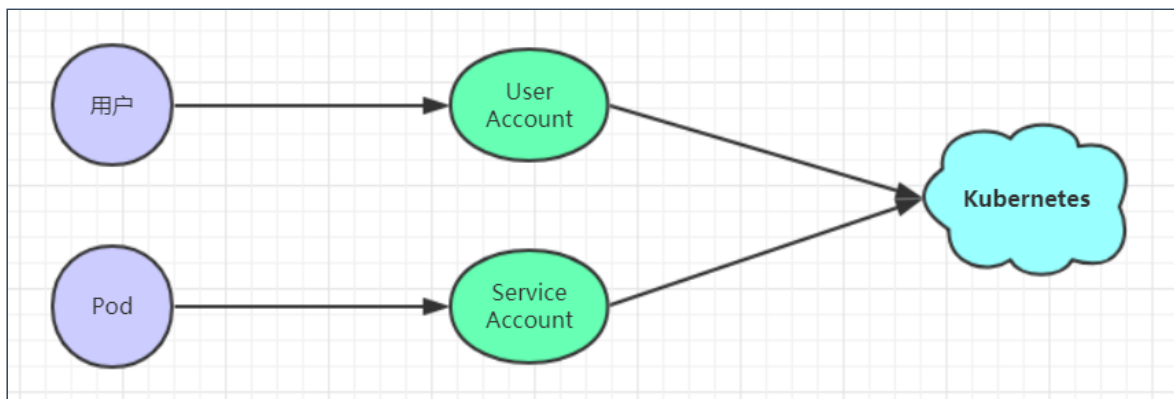 用户
User
Account
Kubernetes
Pod
Service
Account